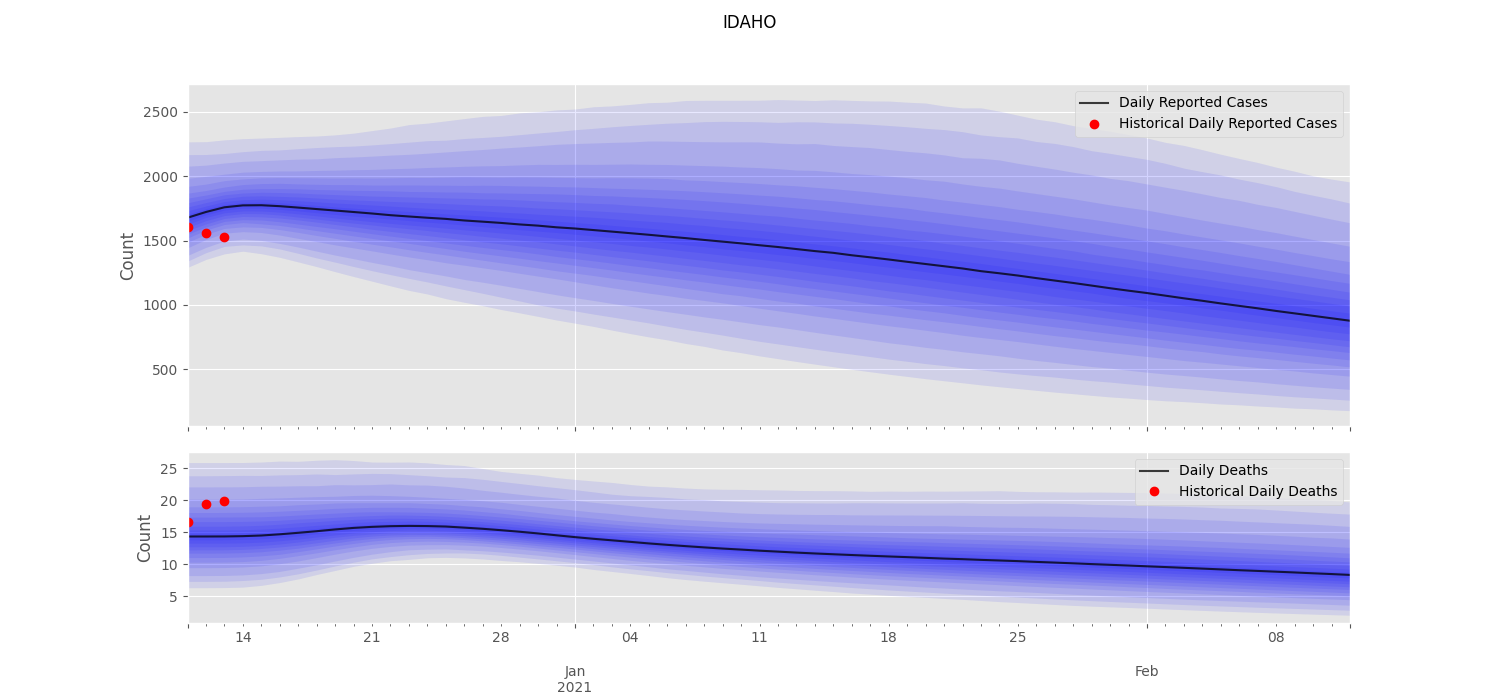 IDAHO
2500
2000
1500
1000
500
Count
Daily Reported Cases
Historical Daily Reported Cases
25
20
15
10
5
Count
Daily Deaths
Historical Daily Deaths
14 21 28 04 11 18 25 08
Jan Feb
2021